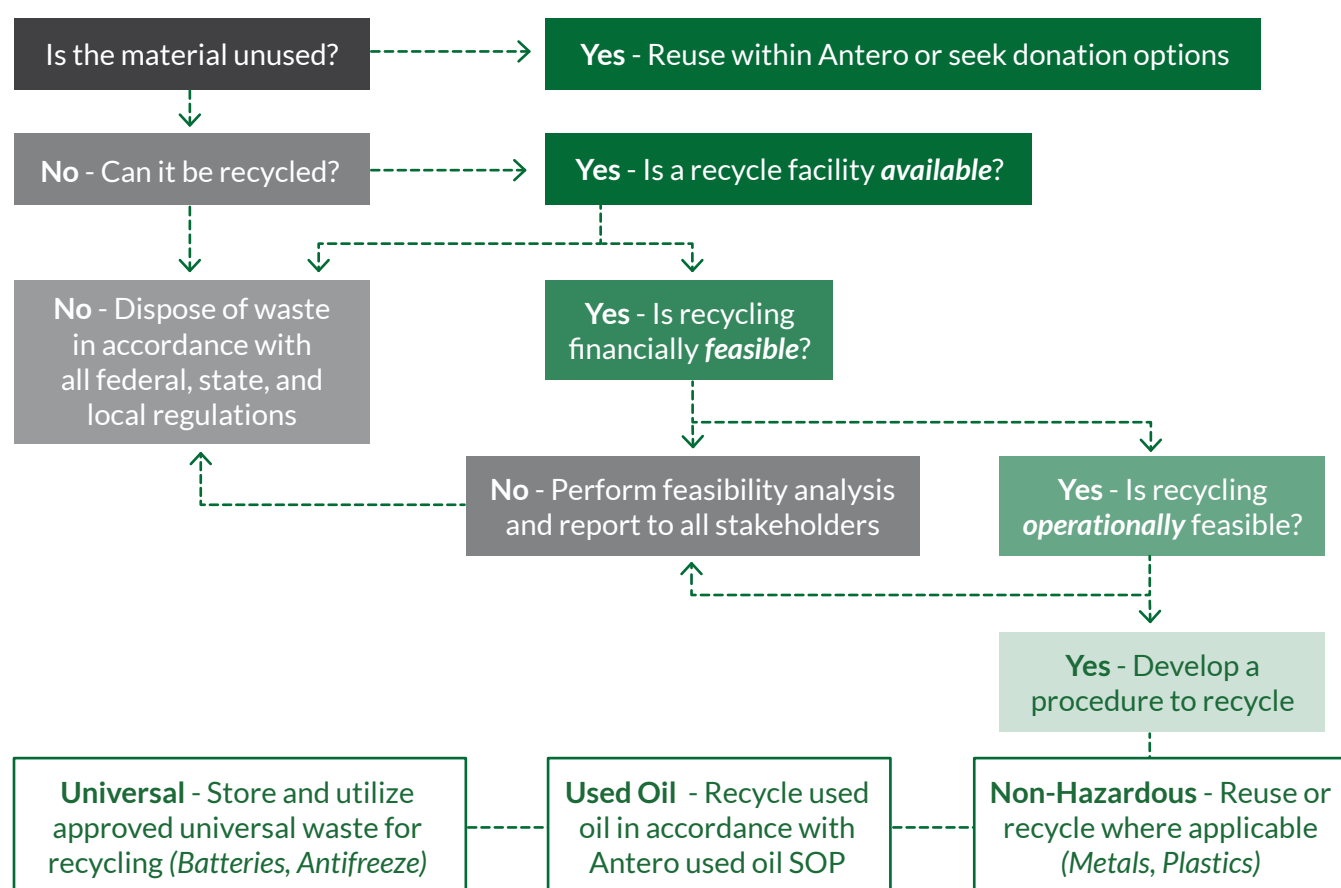 Is the material unused?
Yes - Reuse within Antero or seek donation options
No - Can it be recycled?
Yes - Is a recycle facility available?
No - Dispose of waste
in accordance with
all federal, state, and
local regulations
Yes - Is recycling
financially feasible?
No - Perform feasibility analysis
and report to all stakeholders
Yes - Is recycling
operationally feasible?
Yes - Develop a
procedure to recycle
Universal - Store and utilize
approved universal waste for
recycling (Batteries, Antifreeze)
Used Oil - Recycle used
oil in accordance with
Antero used oil SOP
Non-Hazardous - Reuse or
recycle where applicable
(Metals, Plastics)